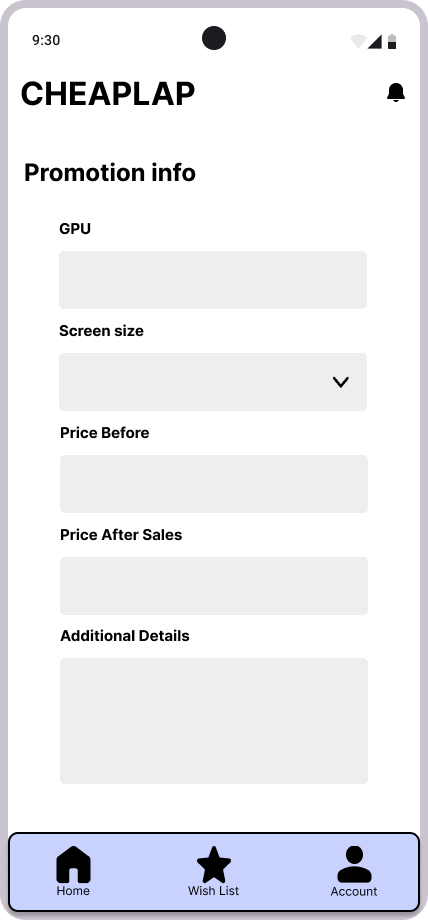 9:30
CHEAPLAP
Promotion info
GPU
Screen size
Price Before
Price After Sales
Additional Details
Home
Wish List
Account